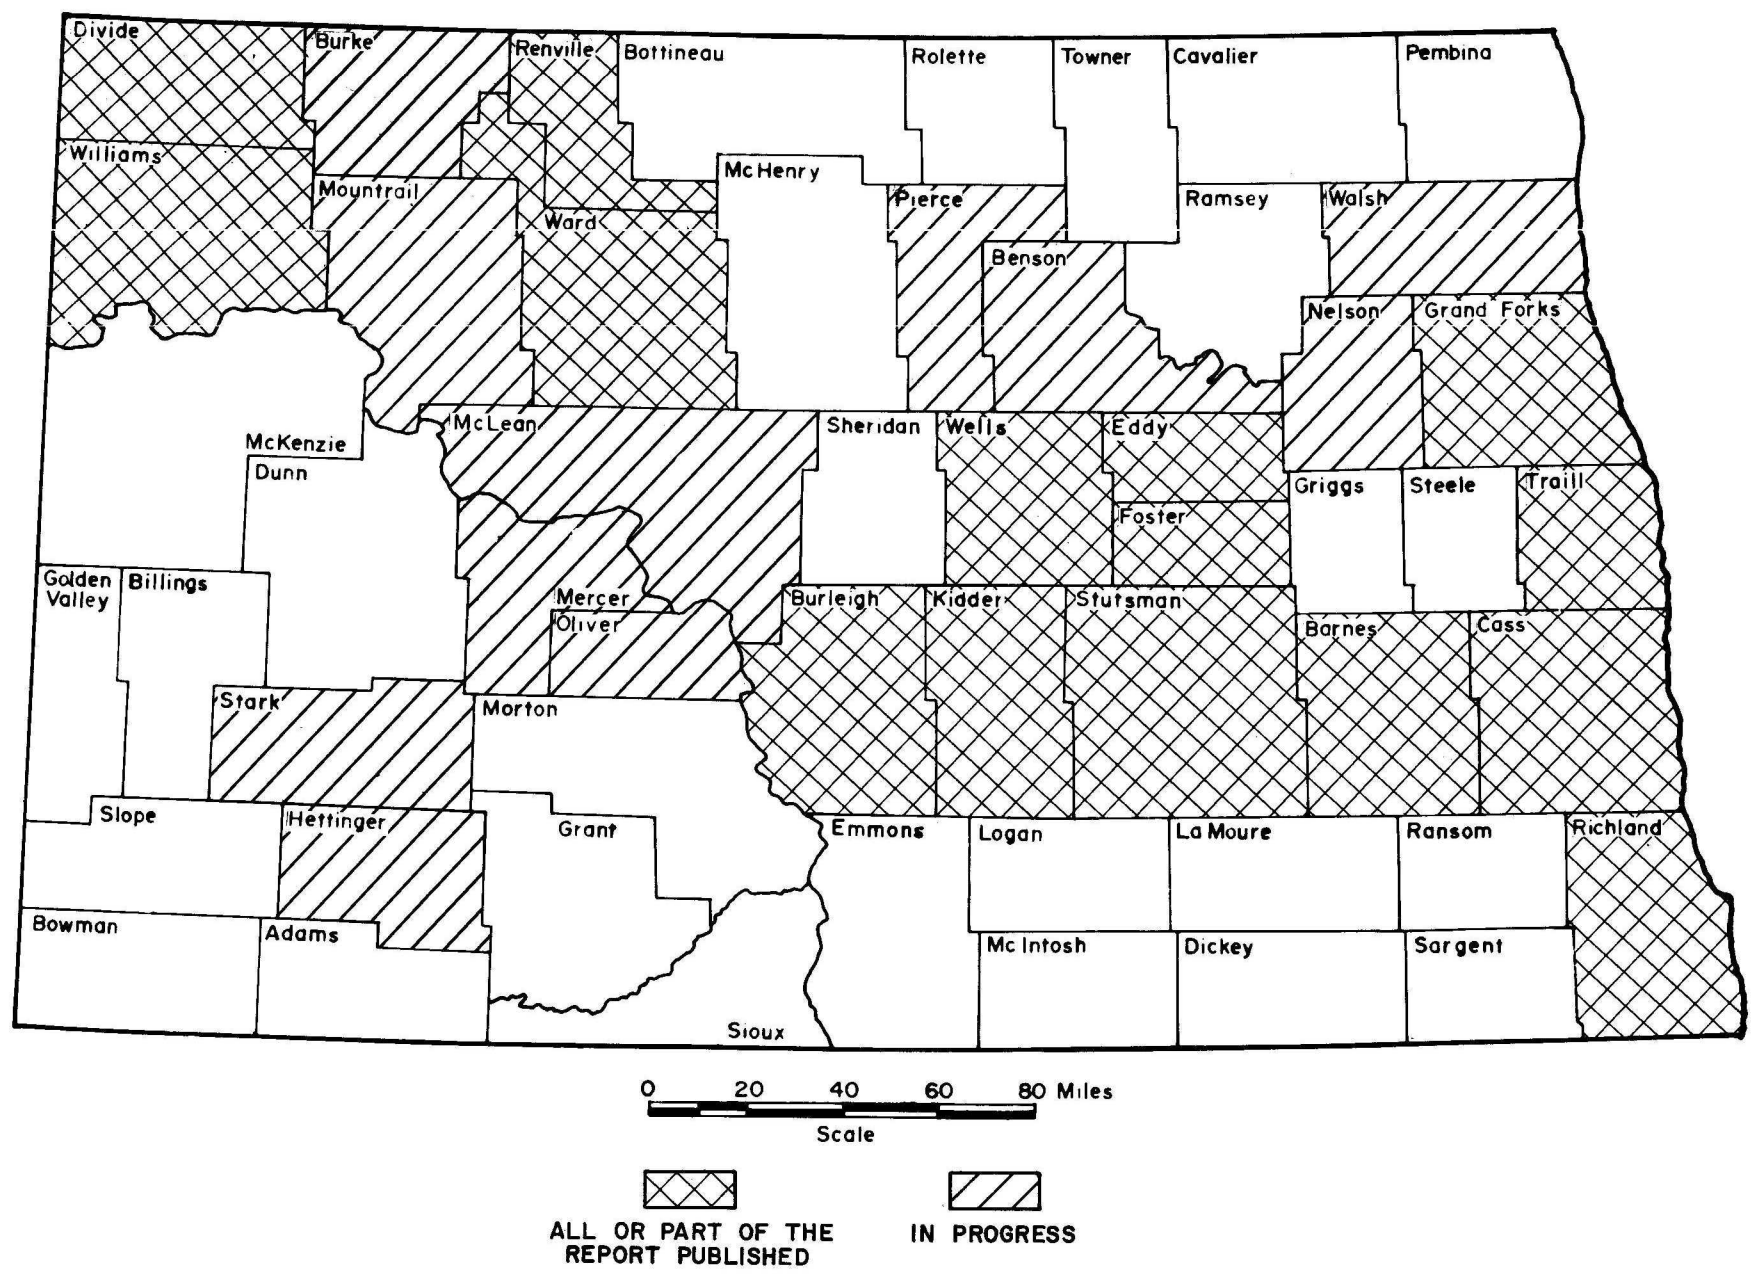 Divide
Burke
Renville
Bottineau
Rolette
Towner
Cavalier
Pembina
Williams
Mountrail
Ward
McHenry
Pierce
Benson
Ramsey
Walsh
Nelson
Grand Forks
McKenzie
Dunn
McLean
Sheridan
Wells
Eddy
Foster
Griggs
Steele
Traill
Golden
Valley
Billings
Mercer
Oliver
Burleigh
Kidder
Stutsman
Barnes
Cass
Stark
Morton
Slope
Hettinger
Grant
Emmons
Logan
La Moure
Ransom
Richland
Bowman
Adams
Sioux
Mc Intosh
Dickey
Sargent
0 20 40 60 80 Miles
Scale
ALL OR PART OF THE
REPORT PUBLISHED
IN PROGRESS